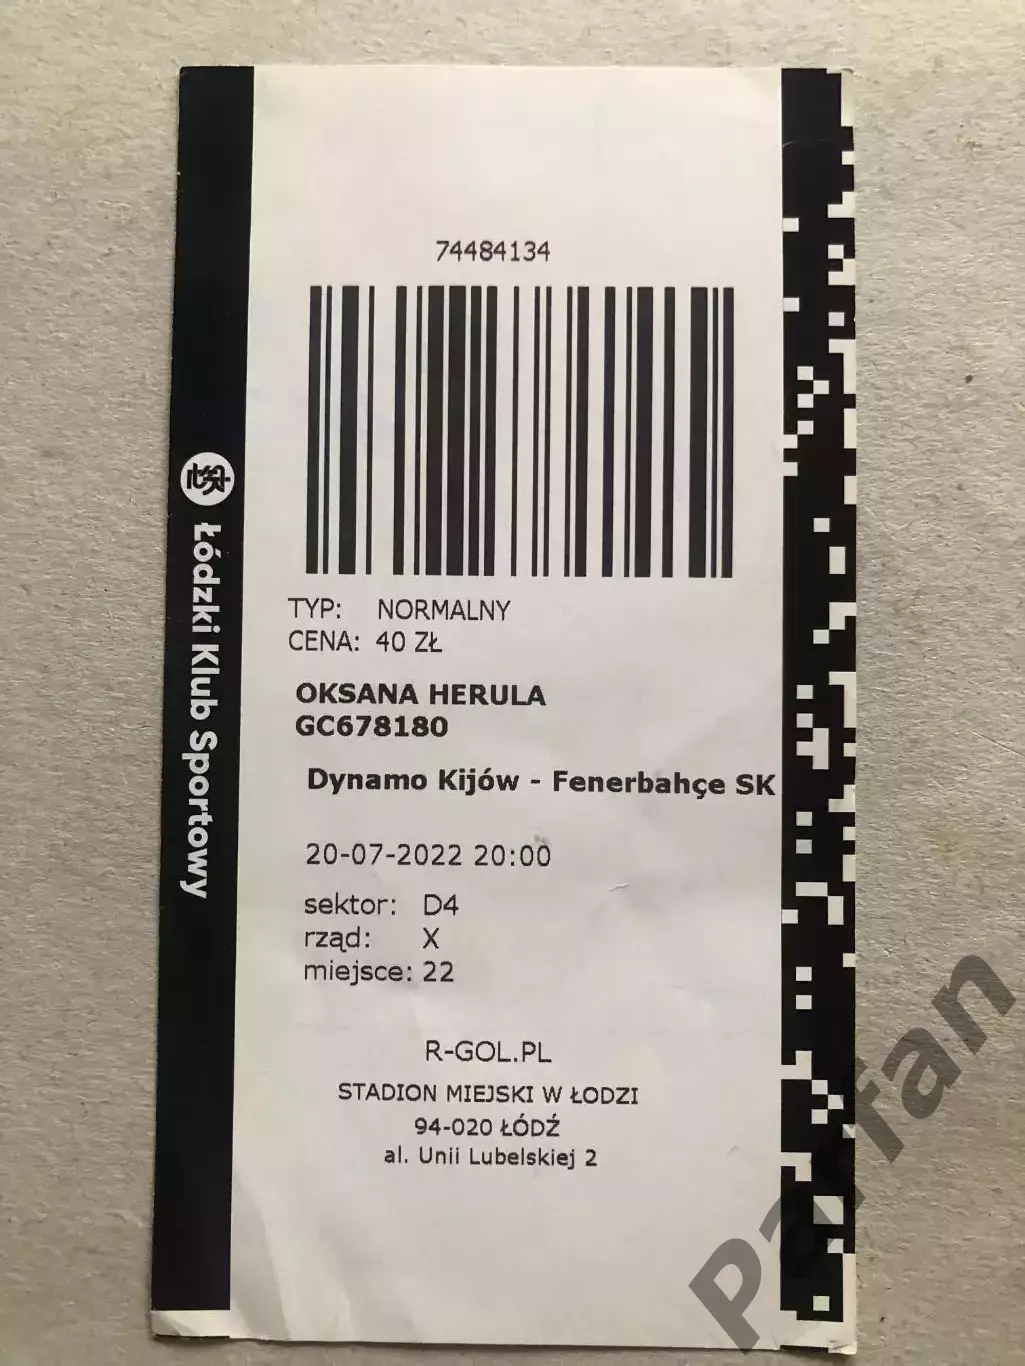 74484134
TYP: NORMALNY
CENA: 40 ZŁ
OKSANA HERULA
GC678180
Dynamo Kijów - Fenerbahçe SK
20-07-2022 20:00
sektor: D4
rząd: X
miejsce: 22
R-GOL.PL
STADION MIEJSKI W ŁODZI
94-020 ŁÓDŹ
al. Unii Lubelskiej 2
ŁKS
Łódzki Klub Sportowy
Parfan